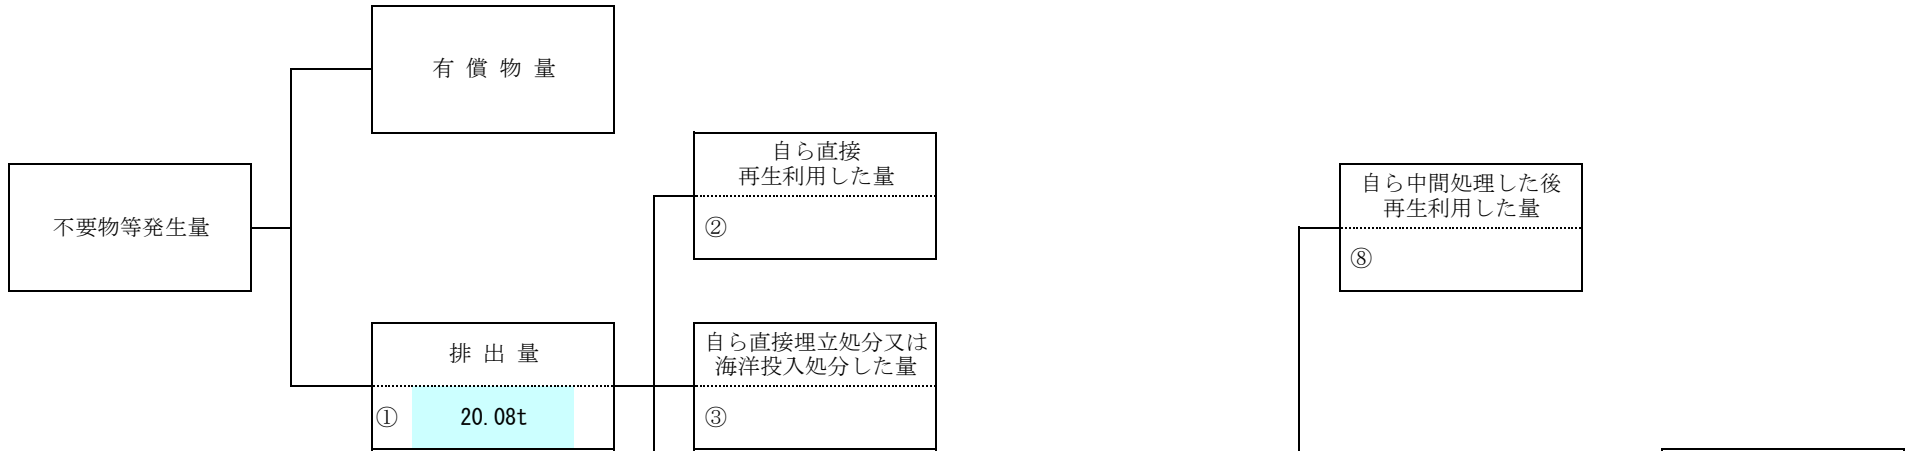 有 償 物 量
自ら直接
再生利用した量
②
自ら中間処理した後
再生利用した量
⑧
不要物等発生量
排 出 量
① 20.08t
自ら直接埋立処分又は
海洋投入処分した量
③